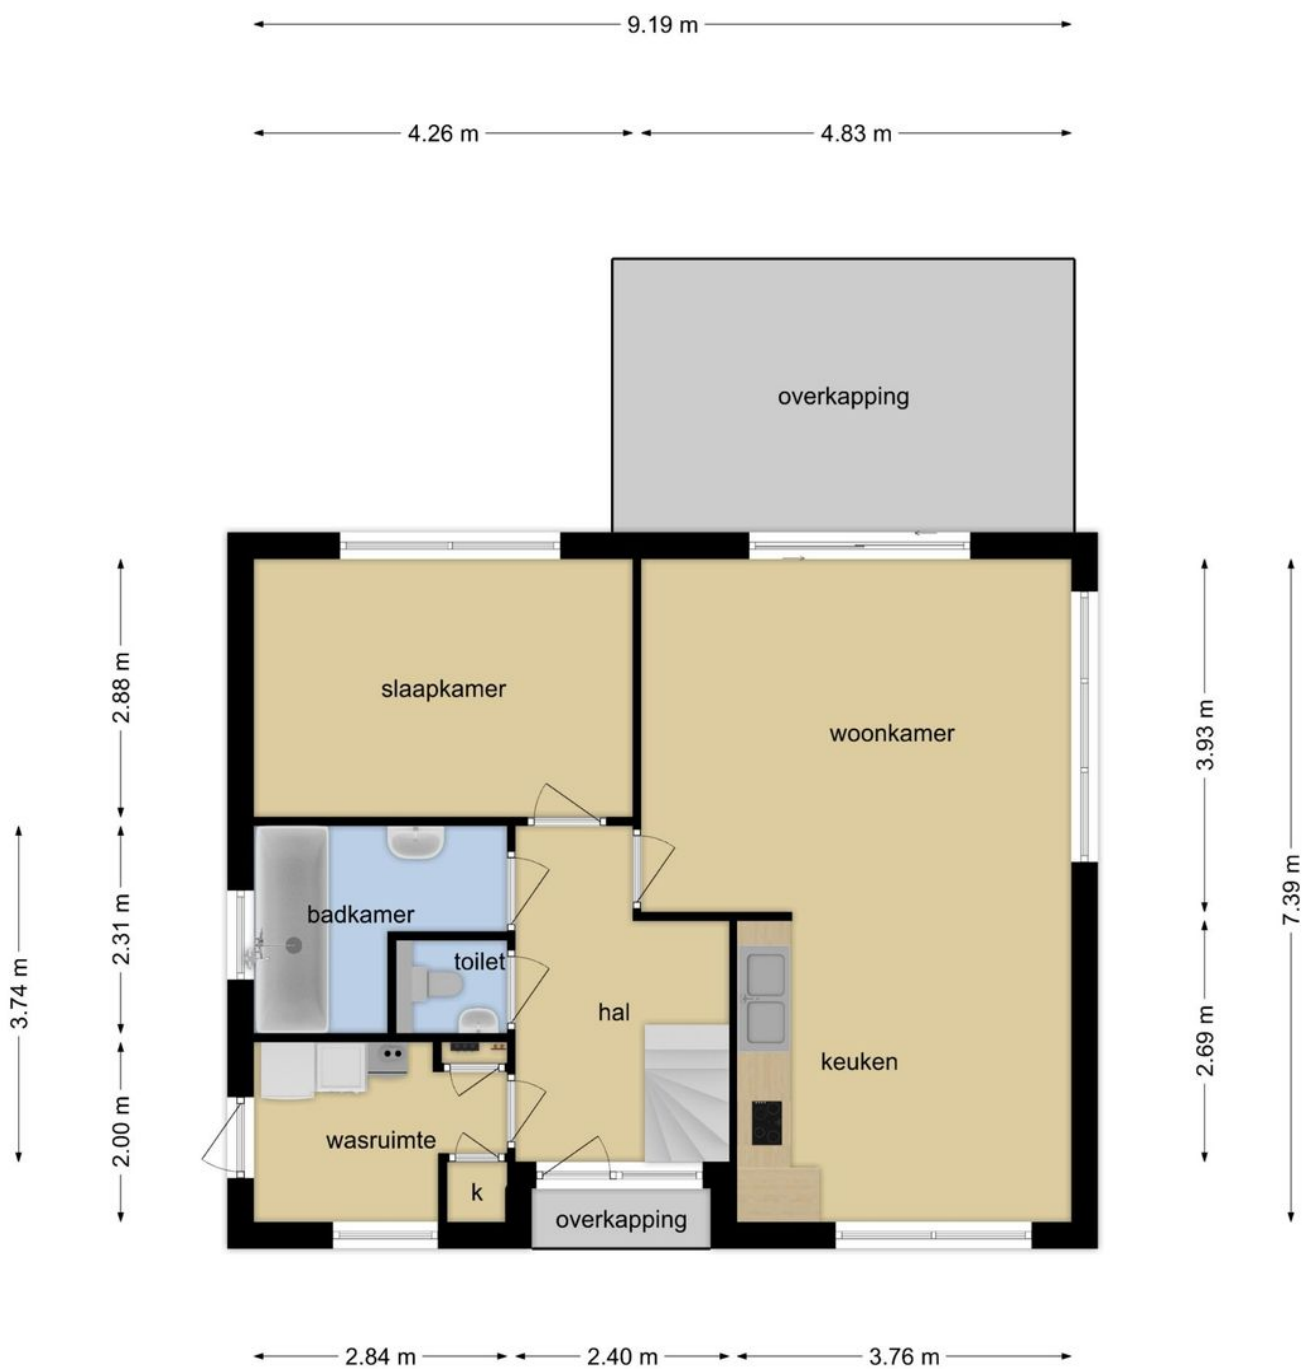 9.19 m
4.26 m
4.83 m
overkapping
slaapkamer
2.88 m
woonkamer
3.93 m
7.39 m
badkamer
2.31 m
toilet
3.74 m
hal
keuken
2.69 m
wasruimte
2.00 m
k
overkapping
2.84 m
2.40 m
3.76 m